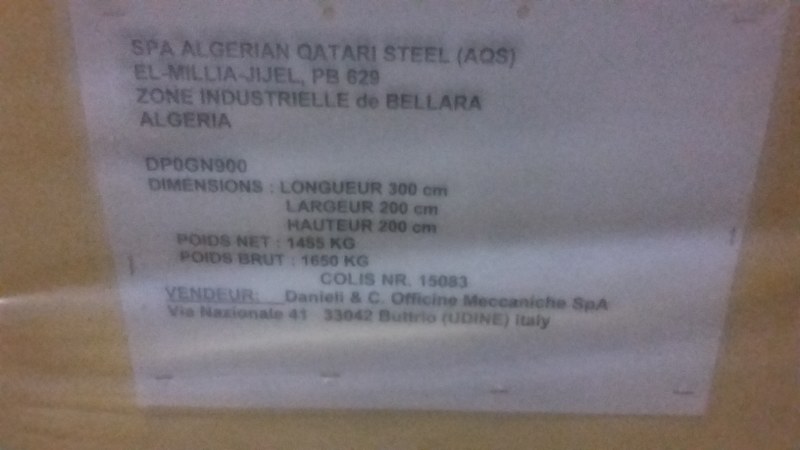 SPA ALGERIAN QATARI STEEL (AQS)
EL-MILLIA-JIJEL, PB 629
ZONE INDUSTRIELLE de BELLARA
ALGERIA
DP0GN900
DIMENSIONS : LONGUEUR 300 cm
LARGEUR 200 cm
HAUTEUR 200 cm
POIDS NET : 1455 KG
POIDS BRUT : 1650 KG
COLIS NR. 15083
VENDEUR: Danieli & C. Officine Meccaniche SpA
Via Nazionale 41 33042 Buttrio (UDINE) Italy